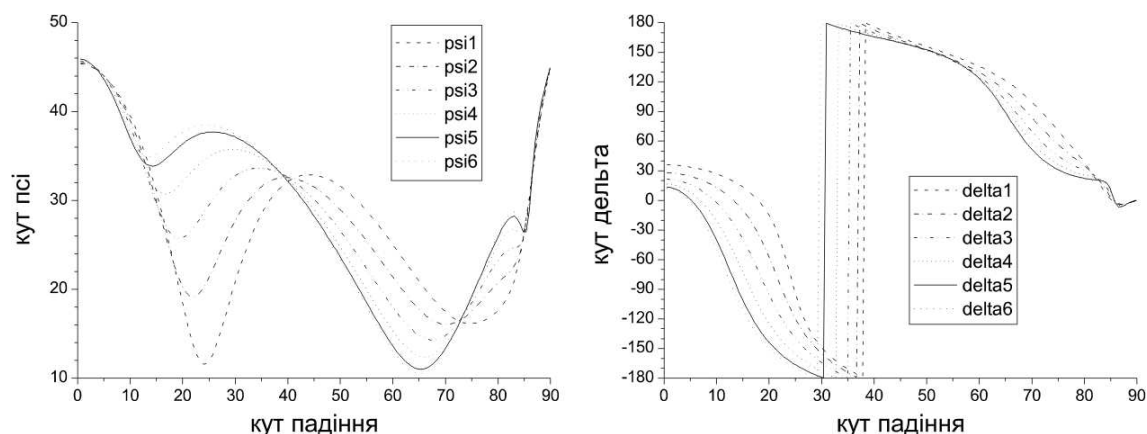 50
40
30
20
10
0 10 20 30 40 50 60 70 80 90
кут псі
кут падіння
psi1
psi2
psi3
psi4
psi5
psi6
180
150
120
90
60
30
0
-30
-60
-90
-120
-150
-180
0 10 20 30 40 50 60 70 80 90
кут дельта
кут падіння
delta1
delta2
delta3
delta4
delta5
delta6